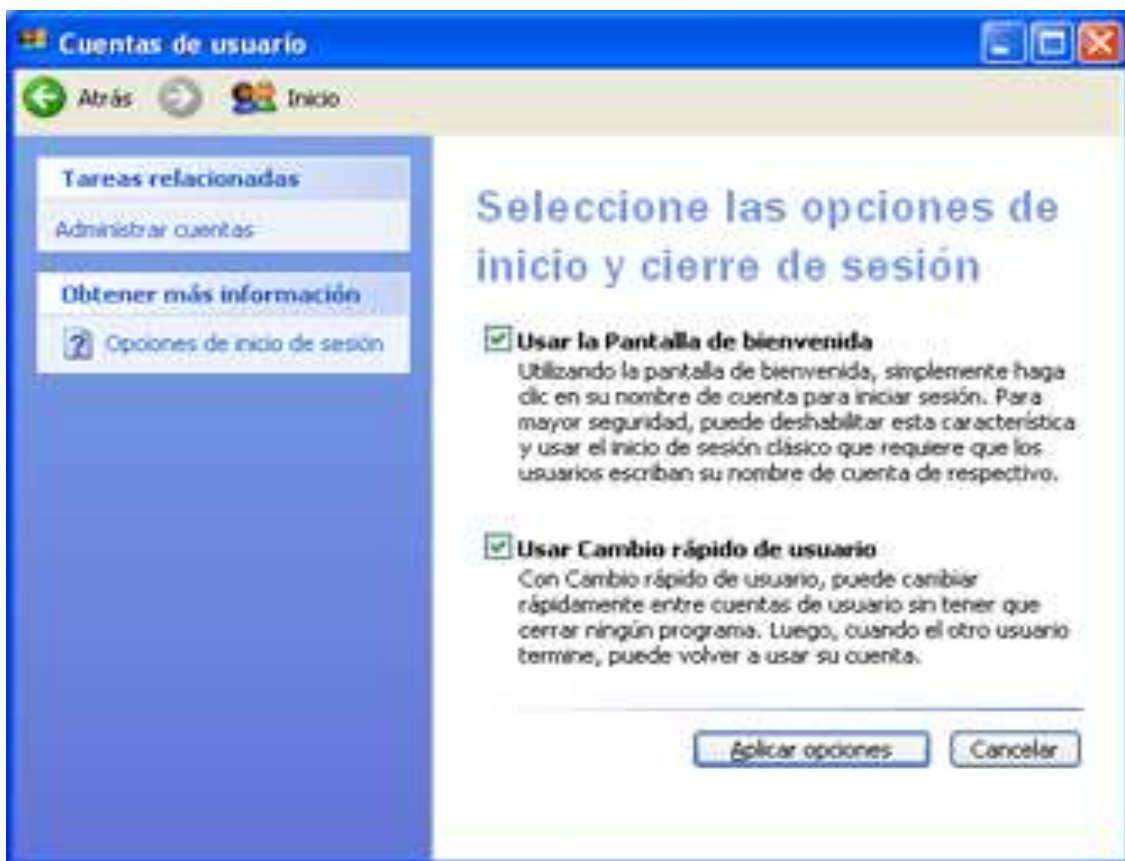 Cuentas de usuario
Atrás
Inicio
Tareas relacionadas
Administrar cuentas
Obtener más información
Opciones de inicio de sesión
Seleccione las opciones de
inicio y cierre de sesión
Usar la Pantalla de bienvenida
Utilizando la pantalla de bienvenida, simplemente haga
clic en su nombre de cuenta para iniciar sesión. Para
mayor seguridad, puede deshabilitar esta característica
y usar el inicio de sesión clásico que requiere que los
usuarios escriban su nombre de cuenta de respectivo.
Usar Cambio rápido de usuario
Con Cambio rápido de usuario, puede cambiar
rápidamente entre cuentas de usuario sin tener que
cerrar ningún programa. Luego, cuando el otro usuario
termine, puede volver a usar su cuenta.
Aplicar opciones
Cancelar